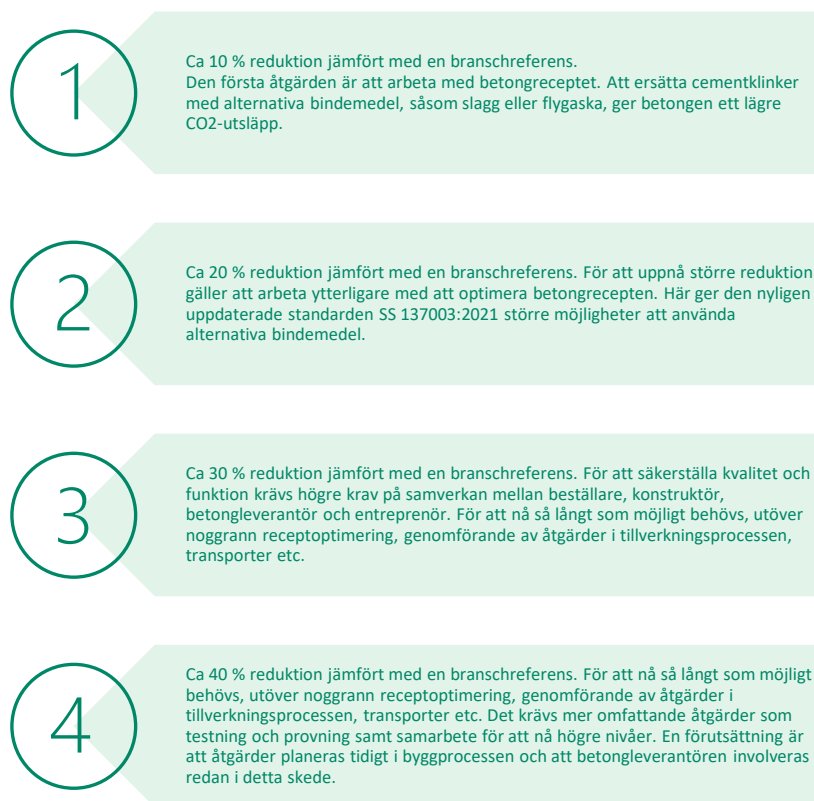 1
Ca 10 % reduktion jämfört med en branschreferens.
Den första åtgärden är att arbeta med betongreceptet. Att ersätta cementklinker
med alternativa bindemedel, såsom slagg eller flygaska, ger betongen ett lägre
CO2-utsläpp.
2
Ca 20 % reduktion jämfört med en branschreferens. För att uppnå större reduktion
gäller att arbeta ytterligare med att optimera betongrecepten. Här ger den nyligen
uppdaterade standarden SS 137003:2021 större möjligheter att använda
alternativa bindemedel.
3
Ca 30 % reduktion jämfört med en branschreferens. För att säkerställa kvalitet och
funktion krävs högre krav på samverkan mellan beställare, konstruktör,
betongleverantör och entreprenör. För att nå så långt som möjligt behövs, utöver
noggrann receptoptimering, genomförande av åtgärder i tillverkningsprocessen,
transporter etc.
4
Ca 40 % reduktion jämfört med en branschreferens. För att nå så långt som möjligt
behövs, utöver noggrann receptoptimering, genomförande av åtgärder i
tillverkningsprocessen, transporter etc. Det krävs mer omfattande åtgärder som
testning och provning samt samarbete för att nå högre nivåer. En förutsättning är
att åtgärder planeras tidigt i byggprocessen och att betongleverantören involveras
redan i detta skede.